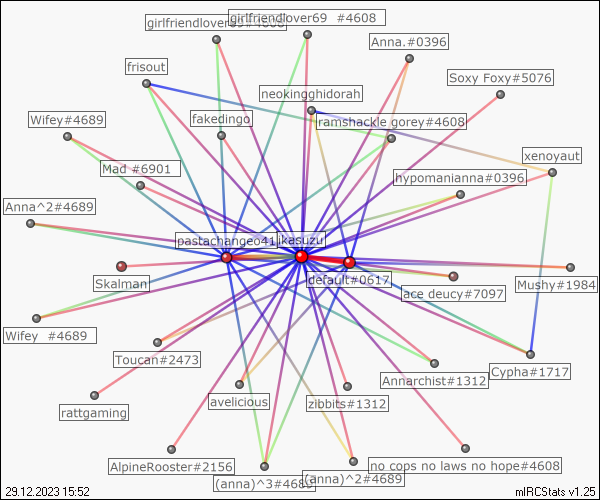 girlfriendlover69  #4608
girlfriendlover69#4608
Anna.#0396
frisout
Soxy Foxy#5076
neokingghidorah
Wifey#4689
fakedingo
ramshackle gorey#4608
xenoyaut
Mad #6901
hypomanianna#0396
Anna^2#4689
pastachangeo41
kasuzu
Skalman
default#0617
ace deucy#7097
Mushy#1984
Wifey  #4689
Toucan#2473
Cypha#1717
Annarchist#1312
avelicious
zibbits#1312
rattgaming
AlpineRooster#2156
no cops no laws no hope#4608
(anna)^3#4689
(anna)^2#4689
29.12.2023 15:52
mIRCStats v1.25